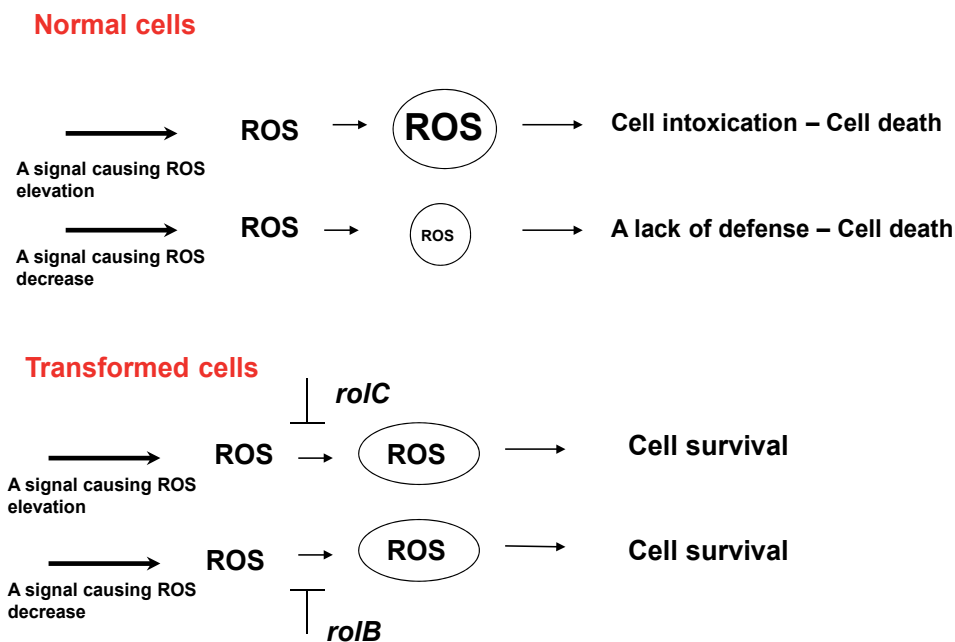 Normal cells
ROS
ROS
Cell intoxication – Cell death
A signal causing ROS
elevation
ROS
ROS
A lack of defense – Cell death
A signal causing ROS
decrease
Transformed cells
rolC
ROS
ROS
Cell survival
A signal causing ROS
elevation
ROS
ROS
Cell survival
A signal causing ROS
decrease
rolB